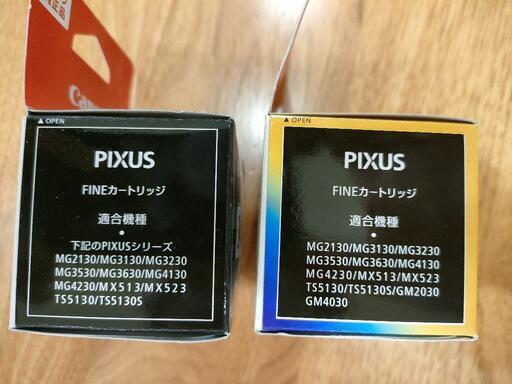 正品
Can
▲ OPEN
PIXUS
FINEカートリッジ
適合機種
●
下記のPIXUSシリーズ
MG2130/MG3130/MG3230
MG3530/MG3630/MG4130
MG4230/MX513/MX523
TS5130/TS5130S
▲ OPEN
PIXUS
FINEカートリッジ
適合機種
●
MG2130/MG3130/MG3230
MG3530/MG3630/MG4130
MG4230/MX513/MX523
TS5130/TS5130S/GM2030
GM4030